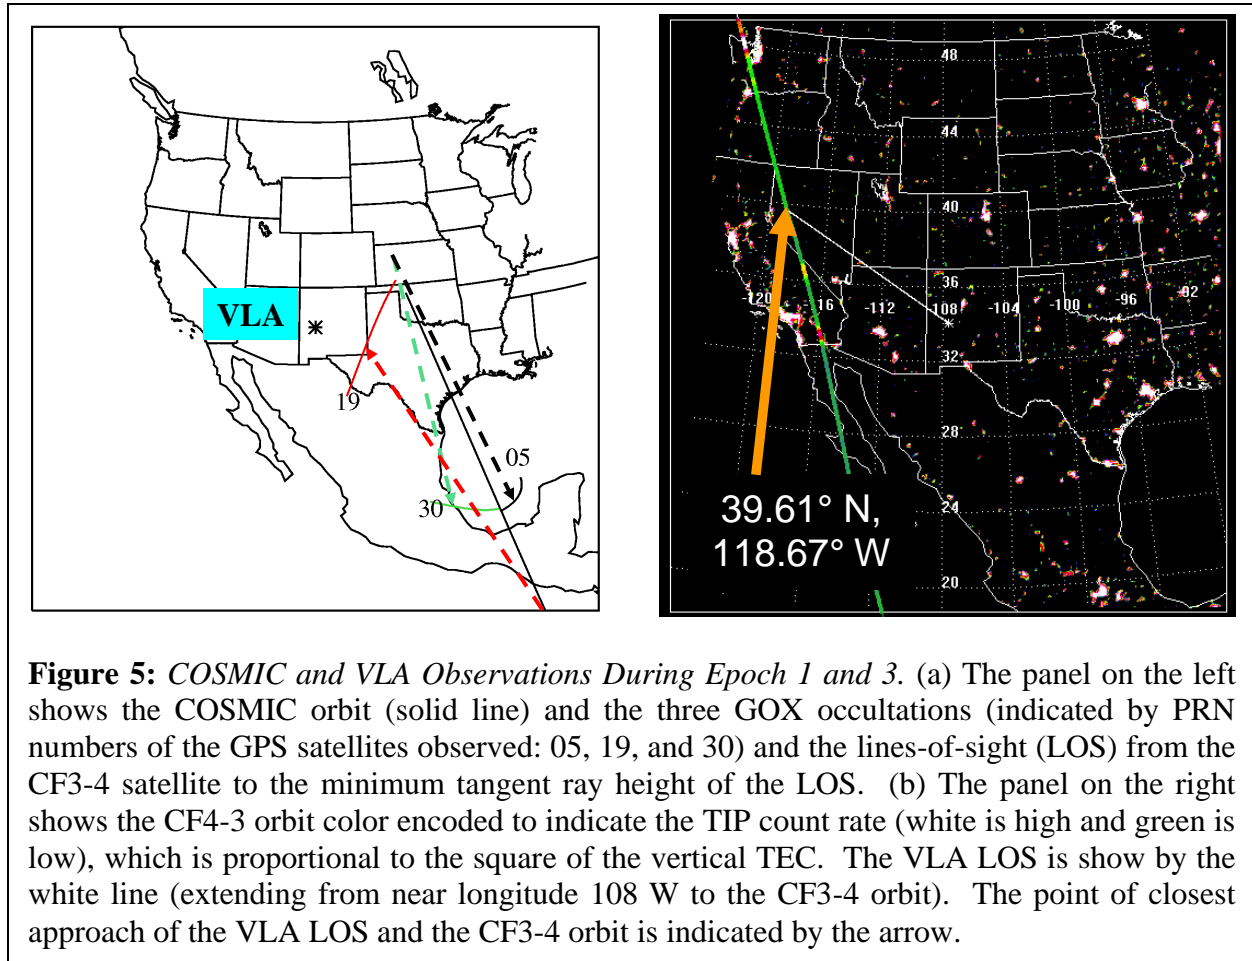 VLA
19
05
30
48
44
40
36
-120
-116
-112
-108
-104
-100
-96
-92
32
28
24
20
39.61° N,
118.67° W
Figure 5: COSMIC and VLA Observations During Epoch 1 and 3. (a) The panel on the left
shows the COSMIC orbit (solid line) and the three GOX occultations (indicated by PRN
numbers of the GPS satellites observed: 05, 19, and 30) and the lines-of-sight (LOS) from the
CF3-4 satellite to the minimum tangent ray height of the LOS. (b) The panel on the right
shows the CF4-3 orbit color encoded to indicate the TIP count rate (white is high and green is
low), which is proportional to the square of the vertical TEC. The VLA LOS is show by the
white line (extending from near longitude 108 W to the CF3-4 orbit). The point of closest
approach of the VLA LOS and the CF3-4 orbit is indicated by the arrow.